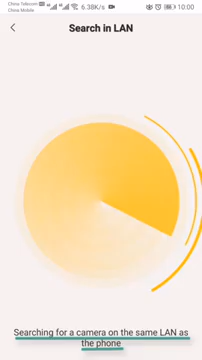 China Telecom HD 6.38K/s 10:00
China Mobile
Search in LAN
Searching for a camera on the same LAN as
the phone